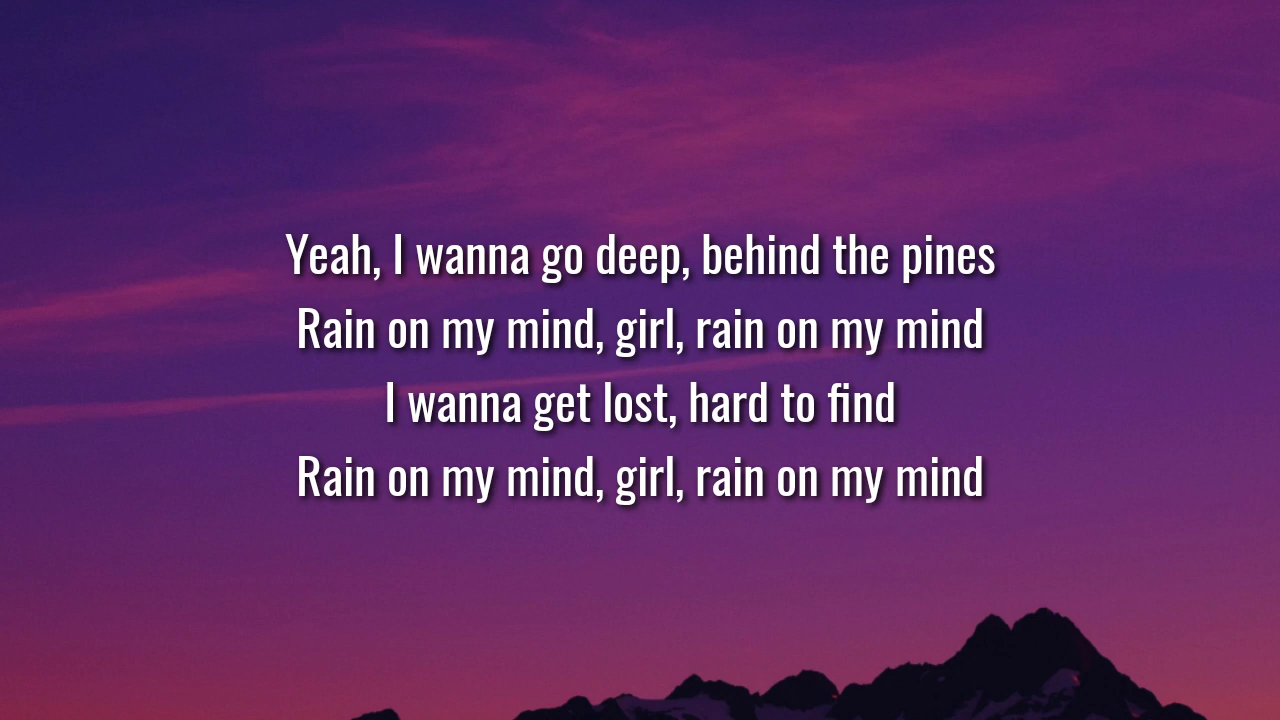 Yeah, I wanna go deep, behind the pines
Rain on my mind, girl, rain on my mind
I wanna get lost, hard to find
Rain on my mind, girl, rain on my mind